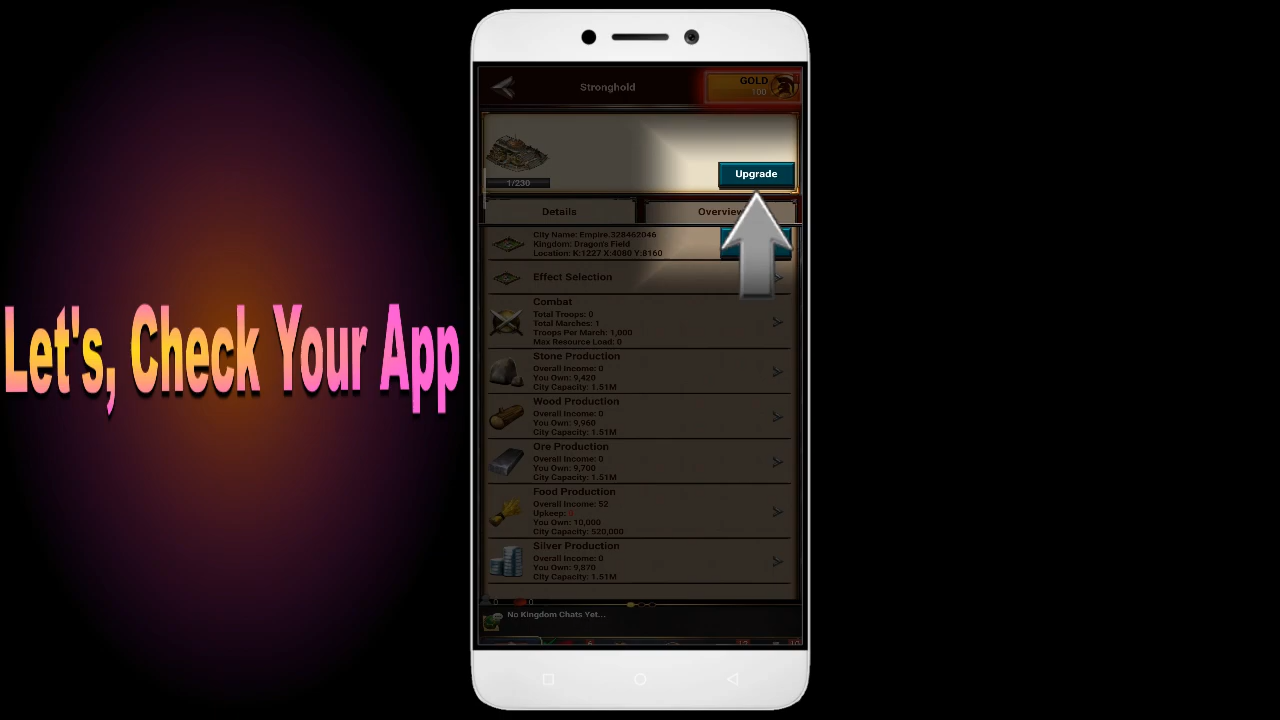 Let's, Check Your App
Stronghold
GOLD
100
1/230
Upgrade
Details
Overview
City Name: Empire.328462046
Kingdom: Dragon's Field
Location: K:1227 X:4060 Y:8160
Effect Selection
Combat
Total Troops: 0
Total Marches: 1
Troops Per March: 1,000
Max Resource Load: 0
Stone Production
Overall Income: 0
You Own: 9,420
City Capacity: 1.51M
Wood Production
Overall Income: 0
You Own: 9,960
City Capacity: 1.51M
Ore Production
Overall Income: 0
You Own: 9,700
City Capacity: 1.51M
Food Production
Overall Income: 52
Upkeep:
You Own: 10,000
City Capacity: 520,000
Silver Production
Overall Income: 0
You Own: 9,870
City Capacity: 1.51M
0 0
No Kingdom Chats Yet...